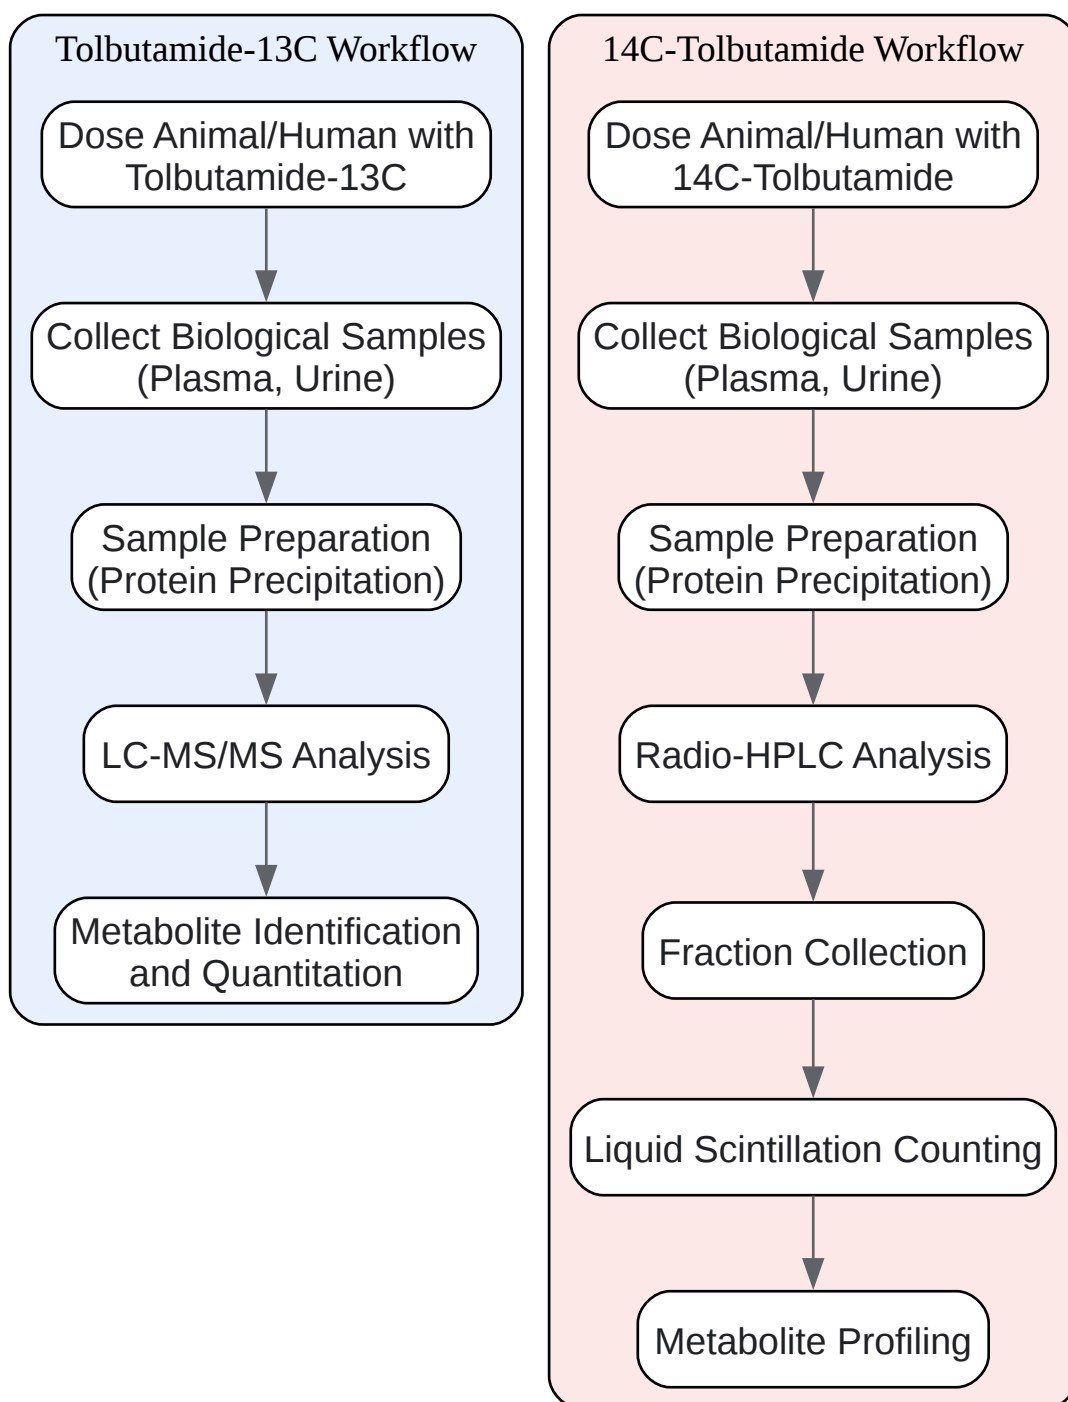 Tolbutamide-13C Workflow
Dose Animal/Human with
Tolbutamide-13C
Collect Biological Samples
(Plasma, Urine)
Sample Preparation
(Protein Precipitation)
LC-MS/MS Analysis
Metabolite Identification
and Quantitation
14C-Tolbutamide Workflow
Dose Animal/Human with
14C-Tolbutamide
Collect Biological Samples
(Plasma, Urine)
Sample Preparation
(Protein Precipitation)
Radio-HPLC Analysis
Fraction Collection
Liquid Scintillation Counting
Metabolite Profiling